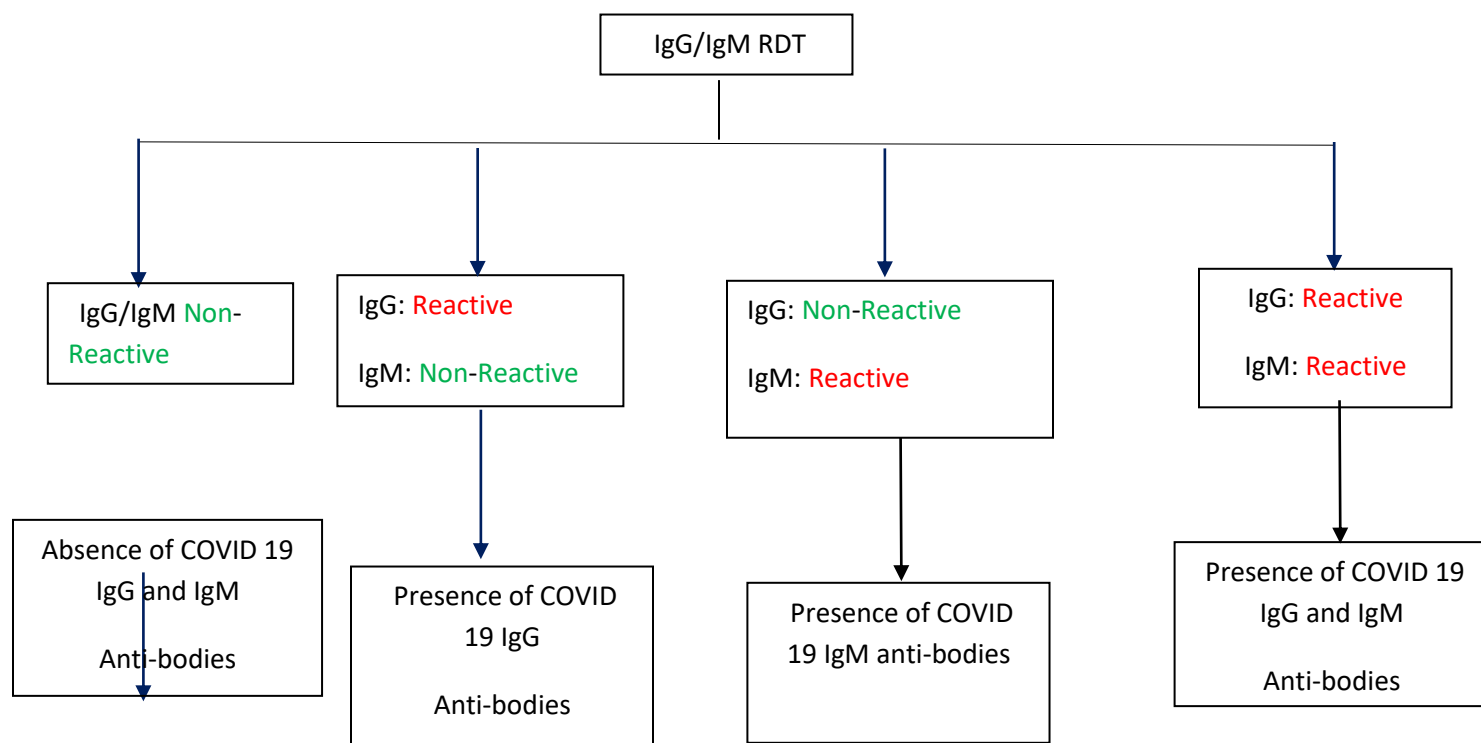 IgG/IgM RDT
IgG/IgM Non-
Reactive
IgG: Reactive
IgM: Non-Reactive
IgG: Non-Reactive
IgM: Reactive
IgG: Reactive
IgM: Reactive
Absence of COVID 19
IgG and IgM
Anti-bodies
Presence of COVID
19 IgG
Anti-bodies
Presence of COVID
19 IgM anti-bodies
Presence of COVID 19
IgG and IgM
Anti-bodies